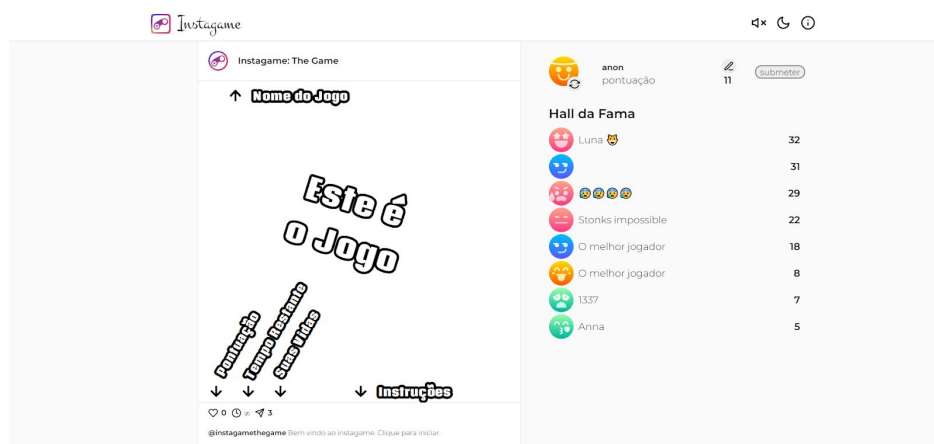 Instagame
Instagame: The Game
Nome do Jogo
Este é
o Jogo
Pontuação
Tempo Restante
Suas Vidas
Instruções
0 ∞ 3
@instagamethegame Bem vindo ao instagame. Clique para iniciar.
anon
pontuação 11
submeter
Hall da Fama
Luna 🐯 32
31
😰😰😰😰 29
Stonks impossible 22
O melhor jogador 18
O melhor jogador 8
1337 7
Anna 5